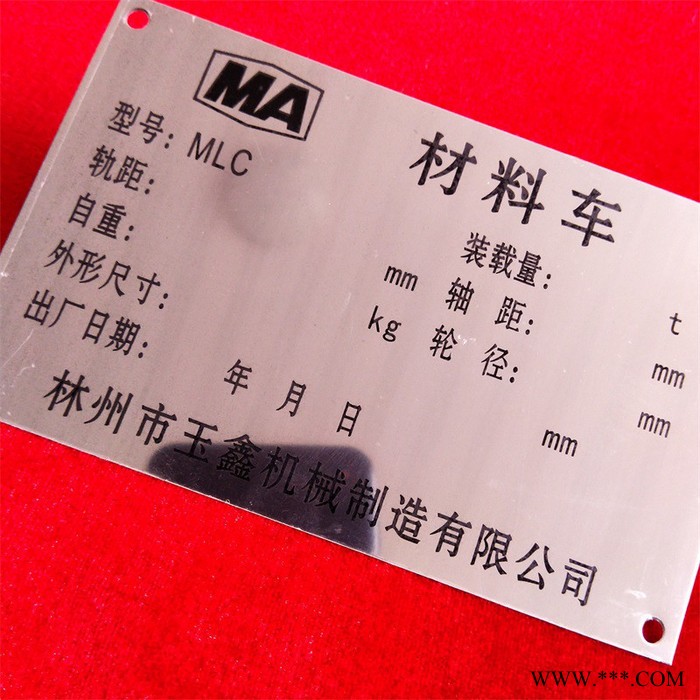 MA
材料车
型号: MLC
装载量: t
轨距: mm 轴 距: mm
自重: kg 轮 径: mm
外形尺寸: mm
出厂日期: 年 月 日
林州市玉鑫机械制造有限公司
WWW.***.COM